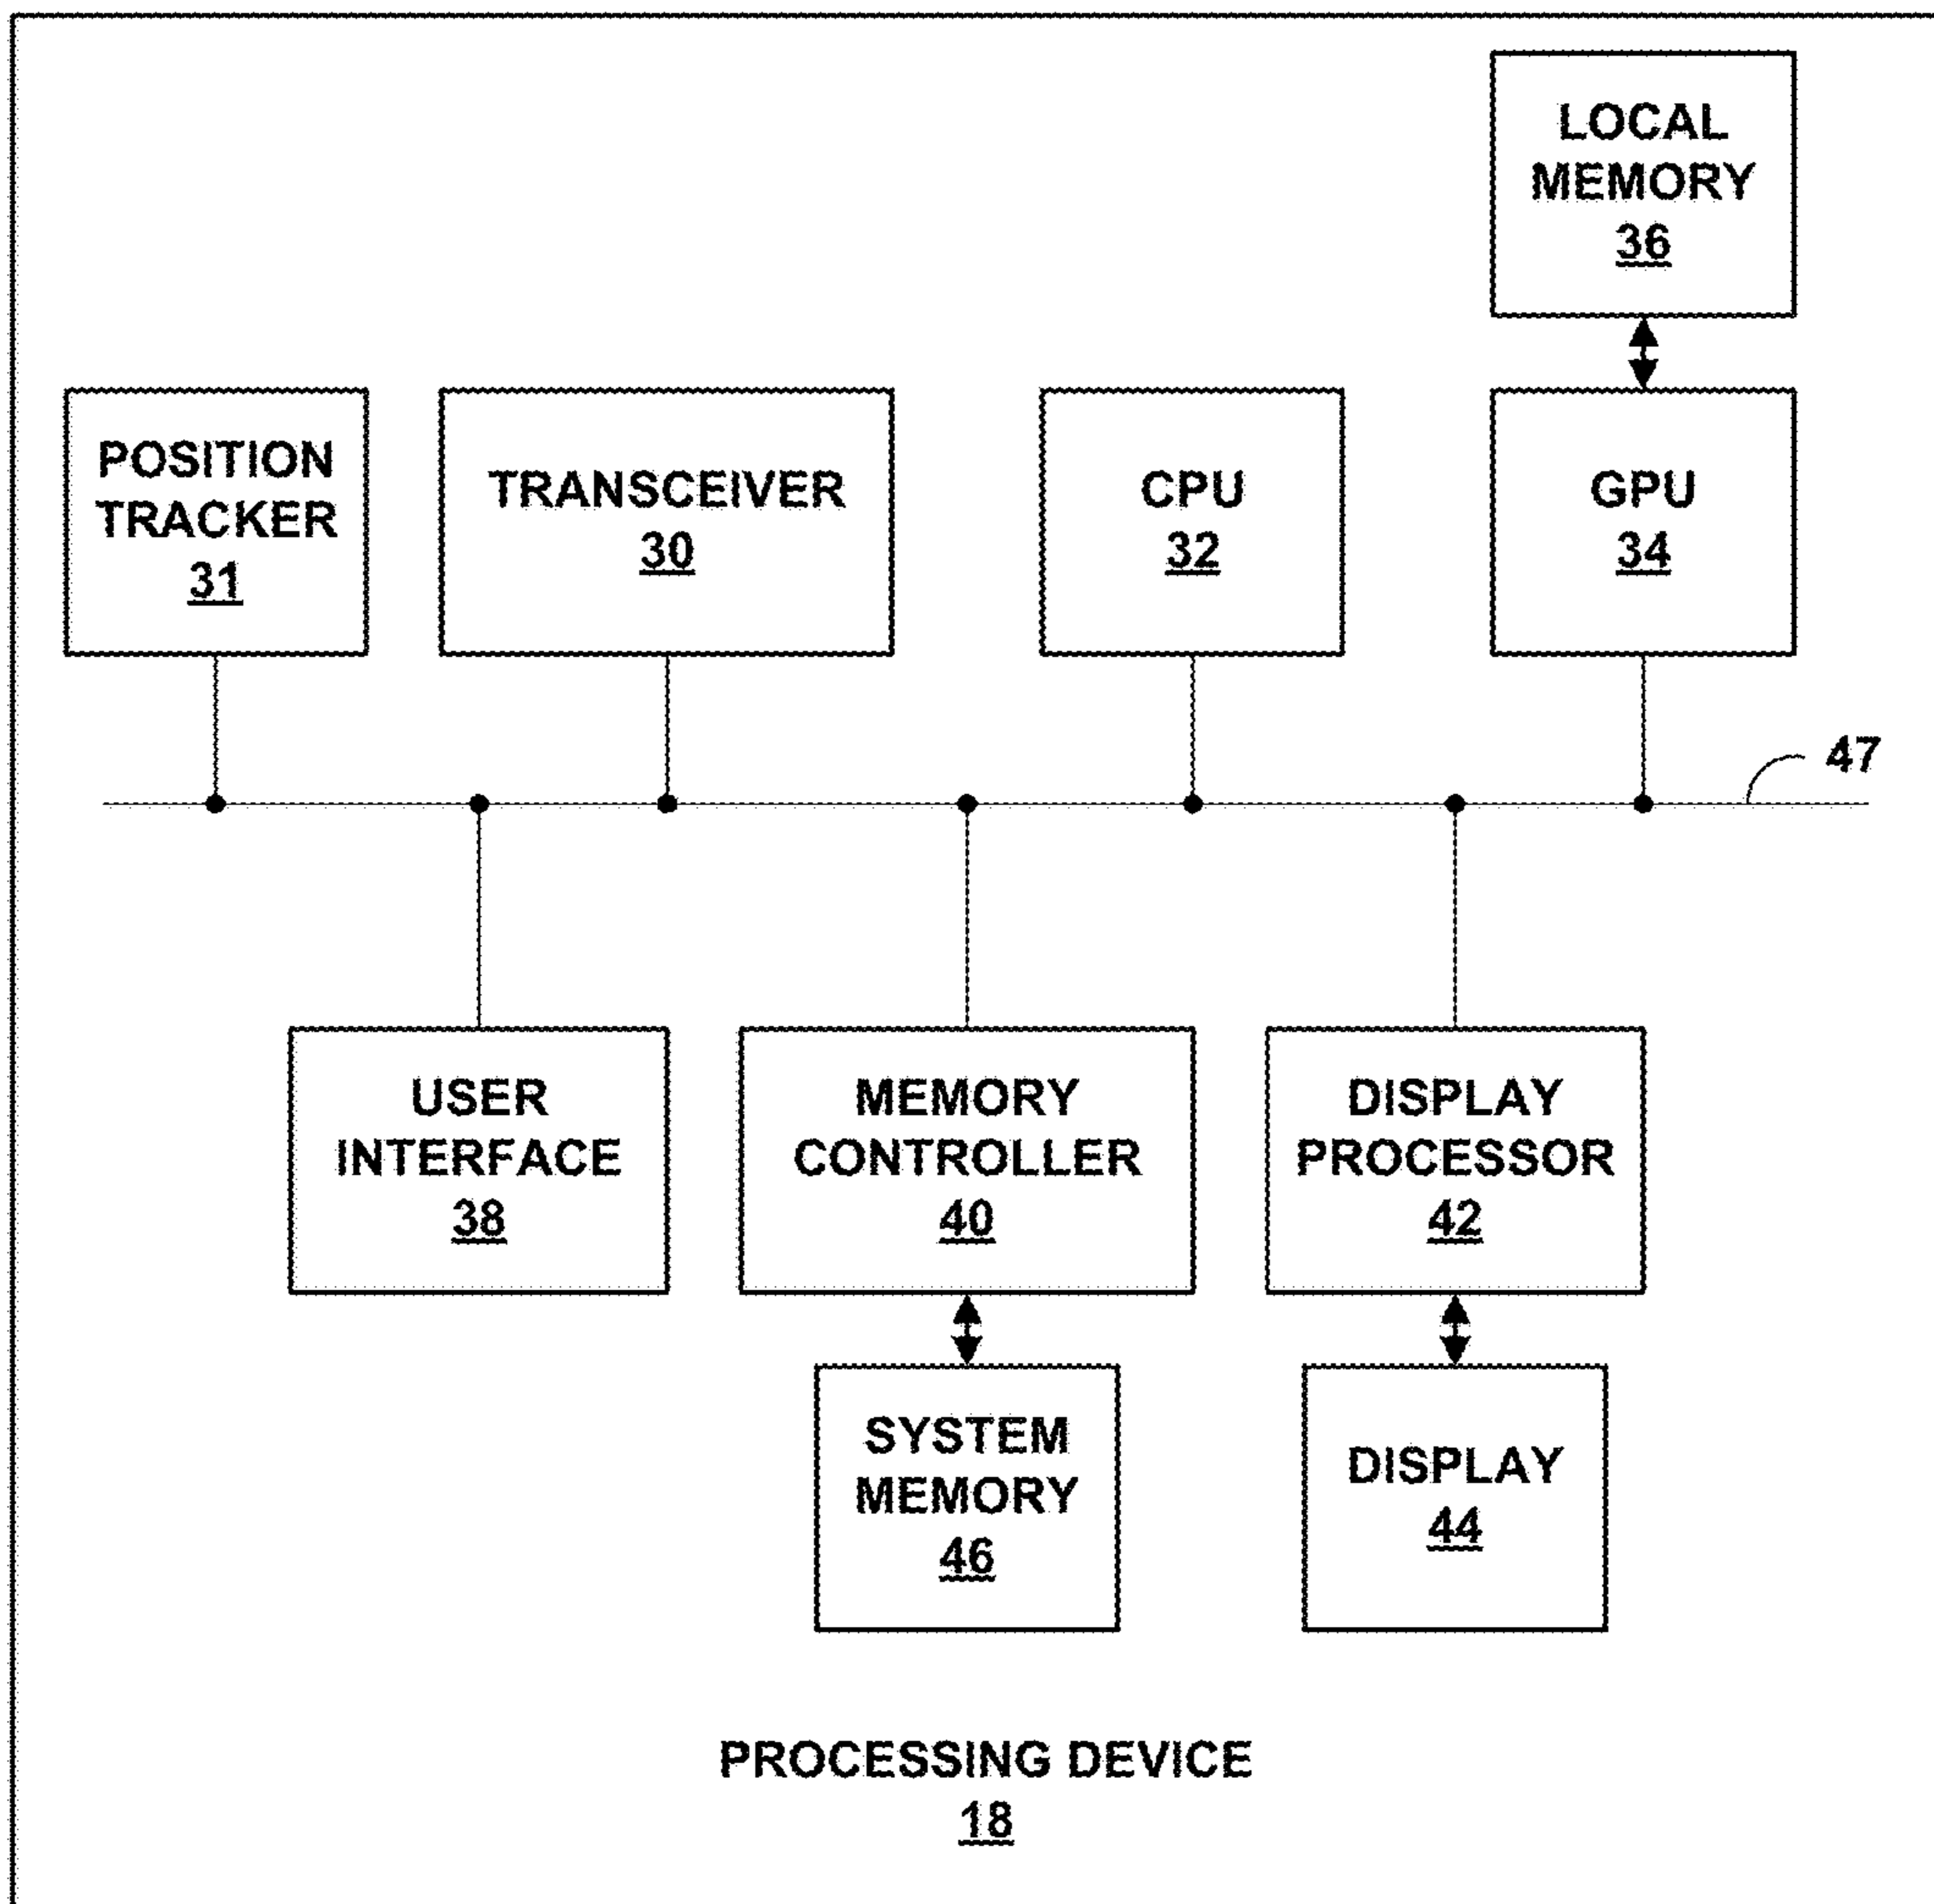 LOCAL
MEMORY
36
POSITION
TRACKER
31
TRANSCEIVER
30
CPU
32
GPU
34
47
USER
INTERFACE
38
MEMORY
CONTROLLER
40
DISPLAY
PROCESSOR
42
SYSTEM
MEMORY
46
DISPLAY
44
PROCESSING DEVICE
18